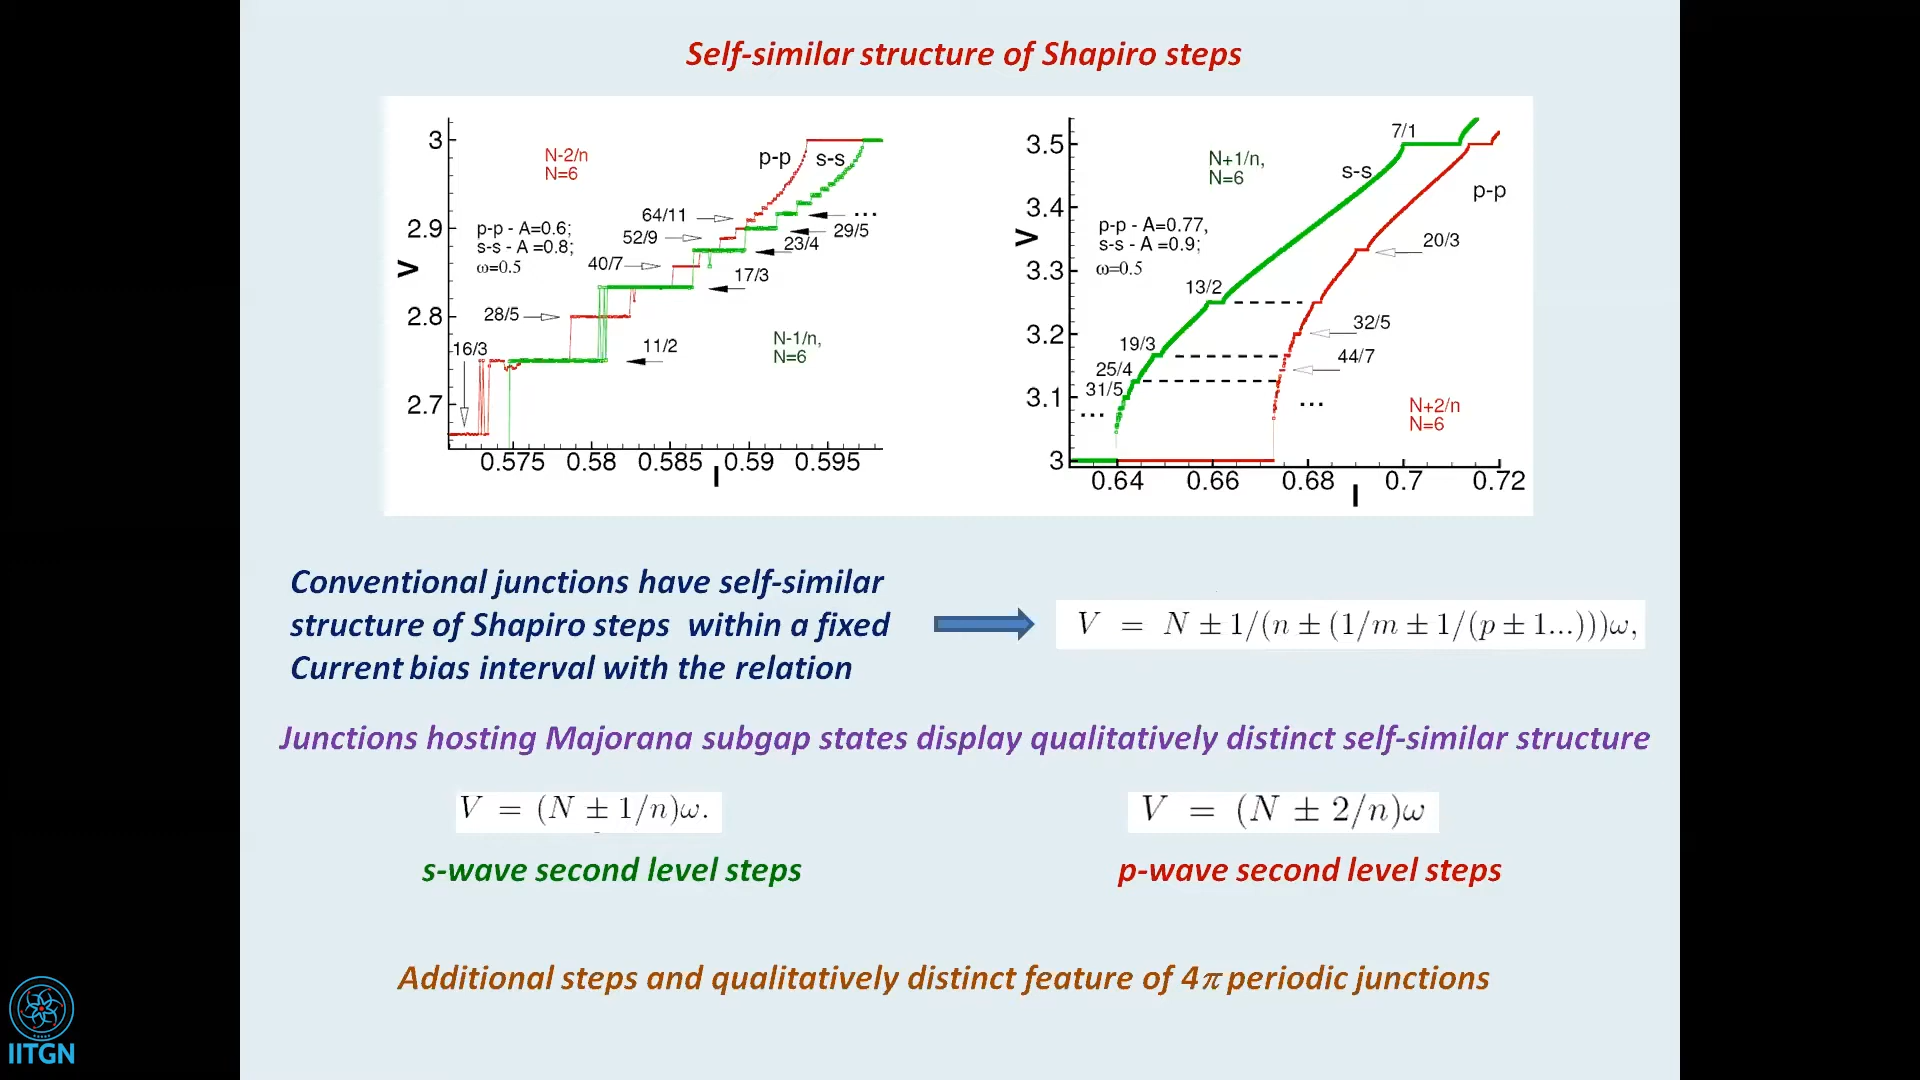 Self-similar structure of Shapiro steps
3
2.9
2.8
2.7
V
N-2/n
N=6
p-p
s-s
p-p - A=0.6;
s-s - A =0.8;
ω=0.5
64/11
52/9
40/7
28/5
16/3
...
29/5
23/4
17/3
11/2
N-1/n,
N=6
0.575 0.58 0.585 0.59 0.595
I
3.5
3.4
3.3
3.2
3.1
3
V
N+1/n,
N=6
7/1
s-s
p-p
p-p - A=0.77,
s-s - A =0.9;
ω=0.5
20/3
13/2
32/5
19/3
44/7
25/4
31/5
...
...
N+2/n
N=6
0.64 0.66 0.68 0.7 0.72
I
Conventional junctions have self-similar
structure of Shapiro steps within a fixed
Current bias interval with the relation
V = N ± 1/(n ± (1/m ± 1/(p ± 1...)))ω,
Junctions hosting Majorana subgap states display qualitatively distinct self-similar structure
V = (N ± 1/n)ω.
V = (N ± 2/n)ω
s-wave second level steps
p-wave second level steps
Additional steps and qualitatively distinct feature of 4π periodic junctions
IITGN